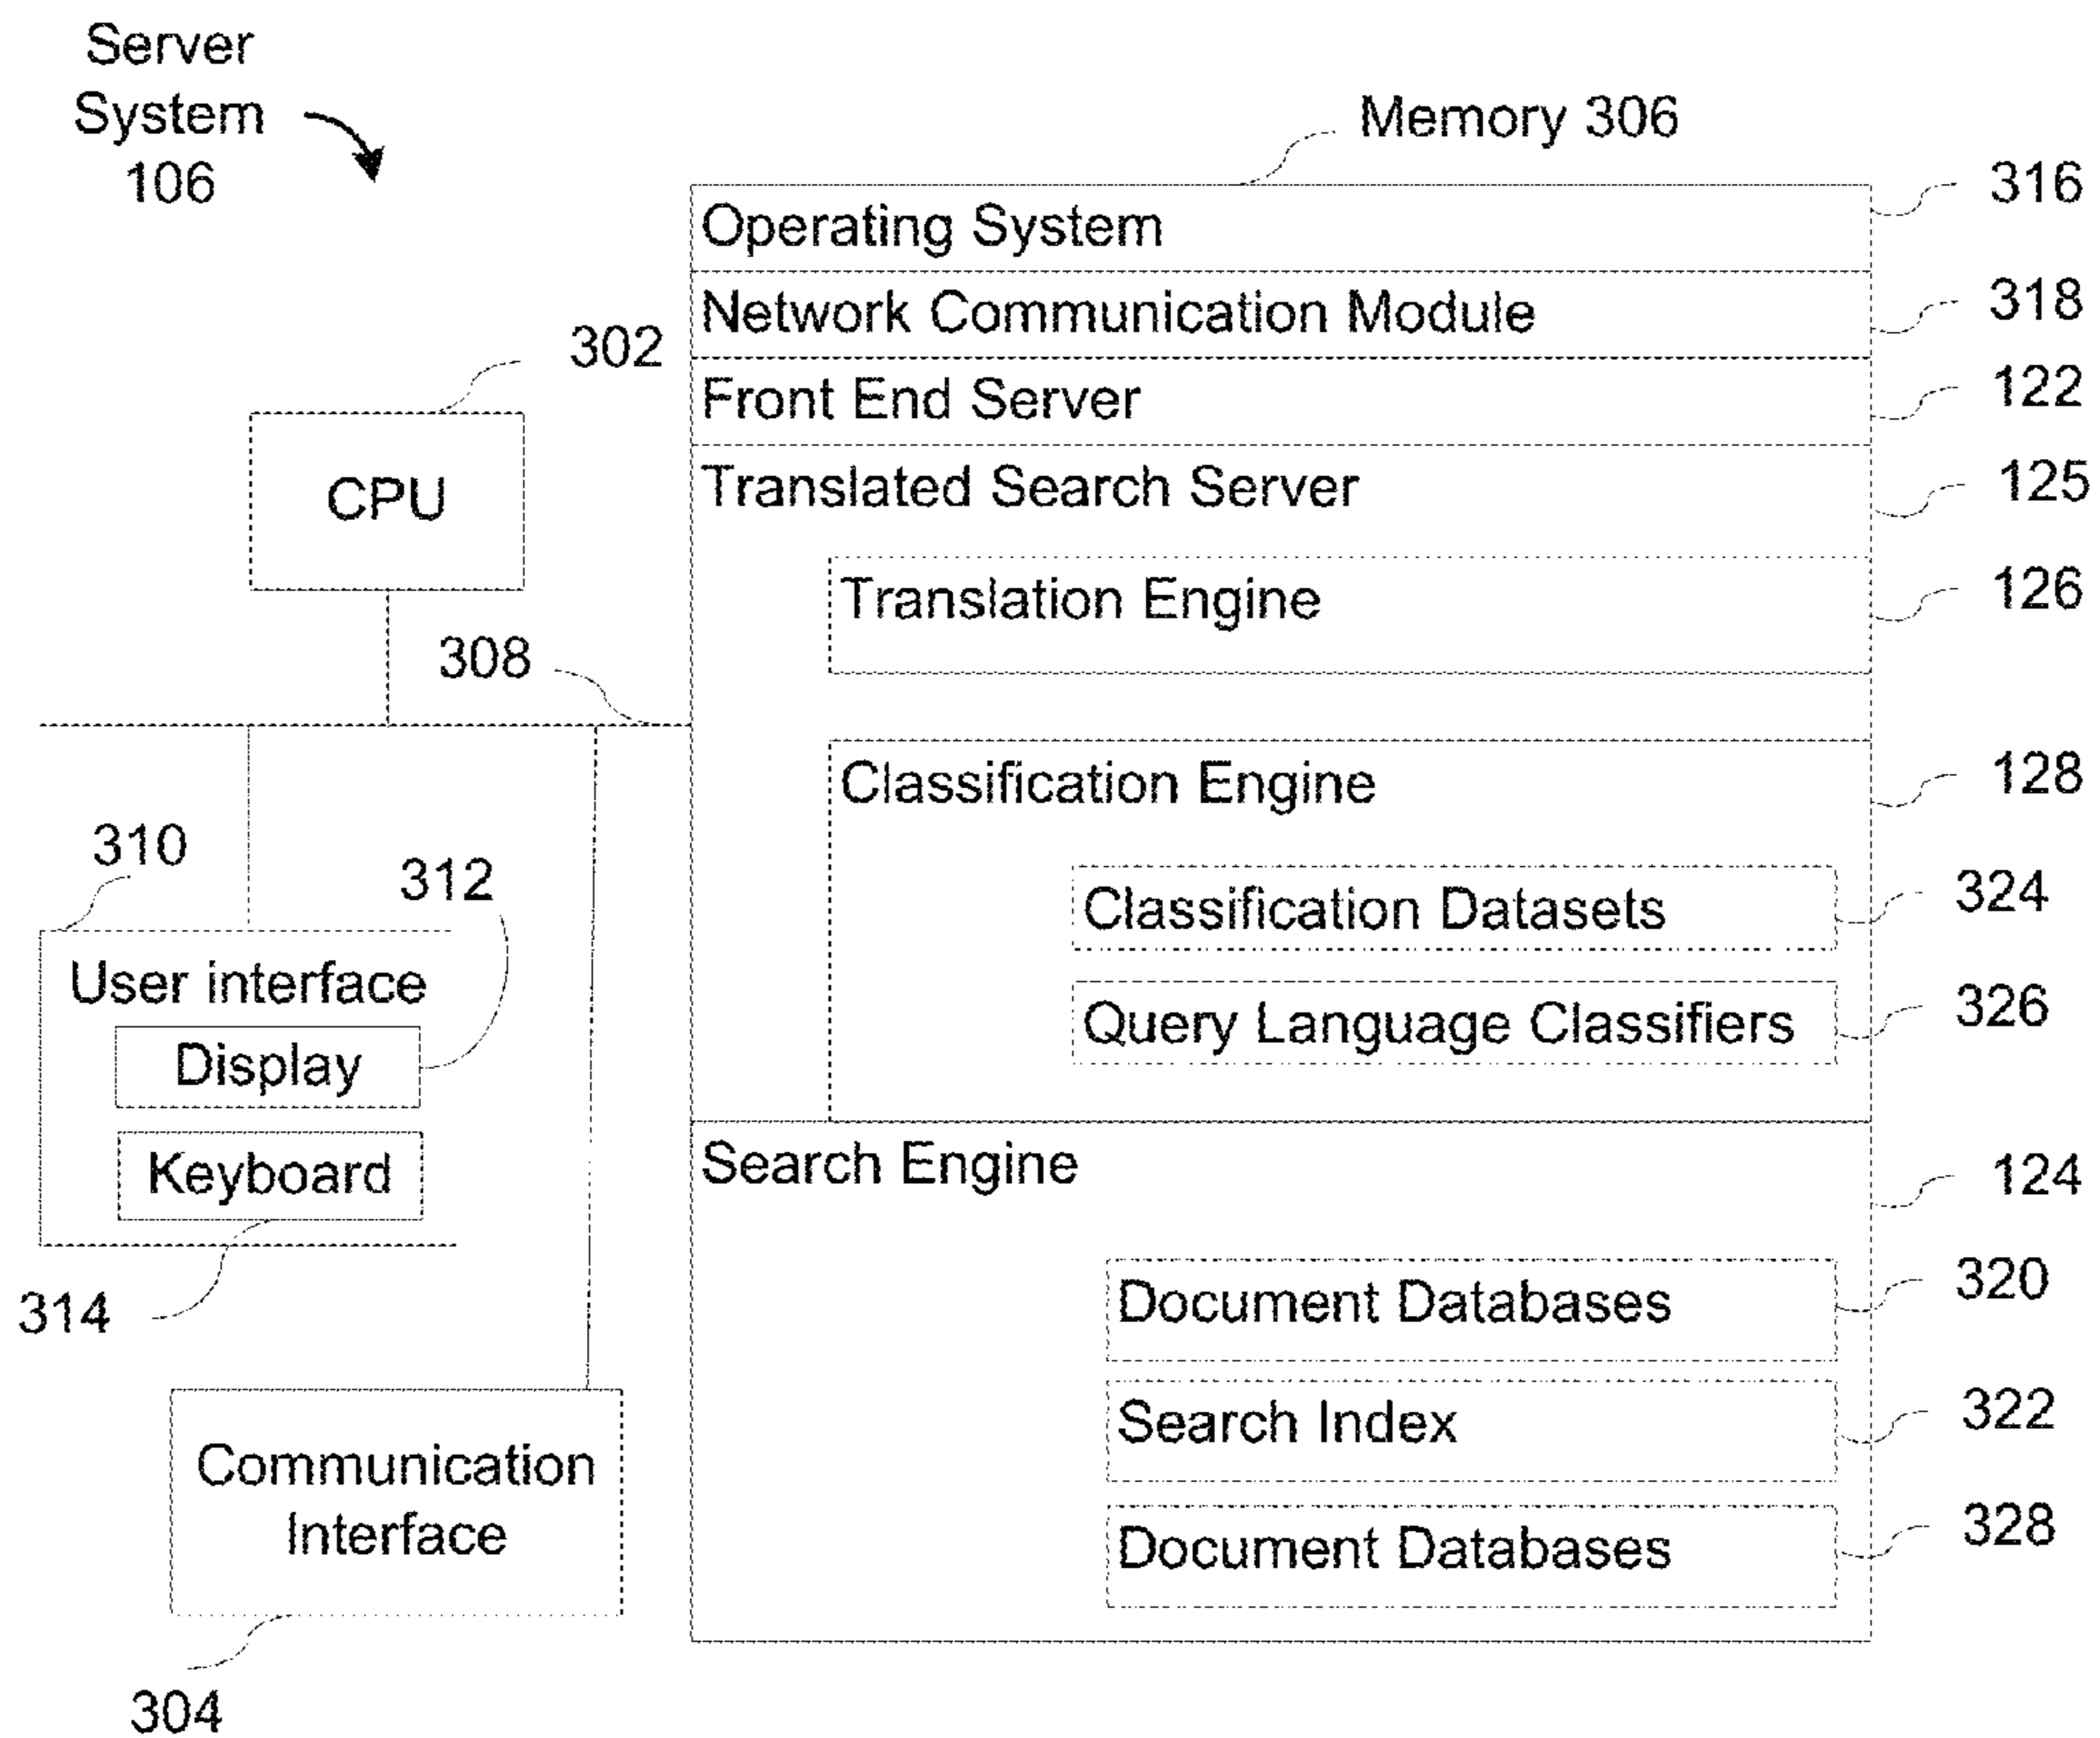 Server
System
106
Memory 306
316
Operating System
318
Network Communication Module
302
122
Front End Server
125
Translated Search Server
CPU
126
Translation Engine
308
128
Classification Engine
310
312
324
Classification Datasets
User interface
326
Query Language Classifiers
Display
Keyboard
124
Search Engine
314
320
Document Databases
322
Search Index
Communication
Interface
328
Document Databases
304